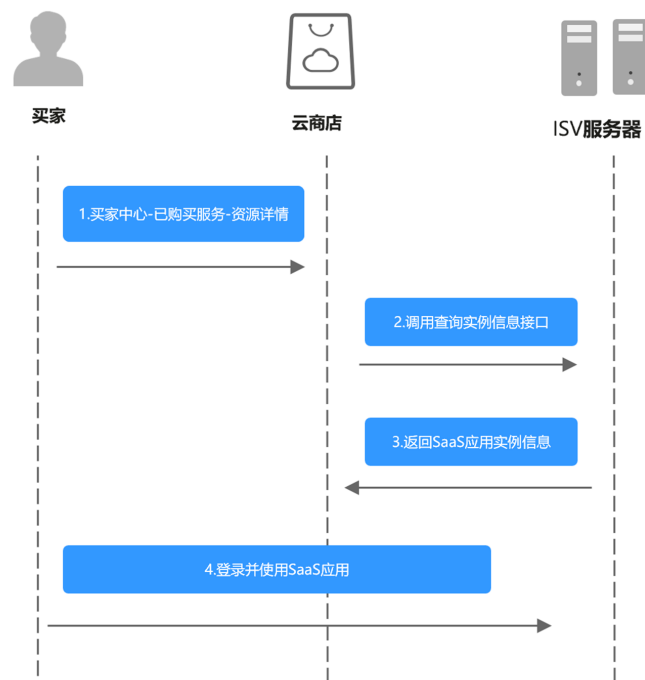 买家
云商店
ISV服务器
1.买家中心-已购买服务-资源详情
2.调用查询实例信息接口
3.返回SaaS应用实例信息
4.登录并使用SaaS应用